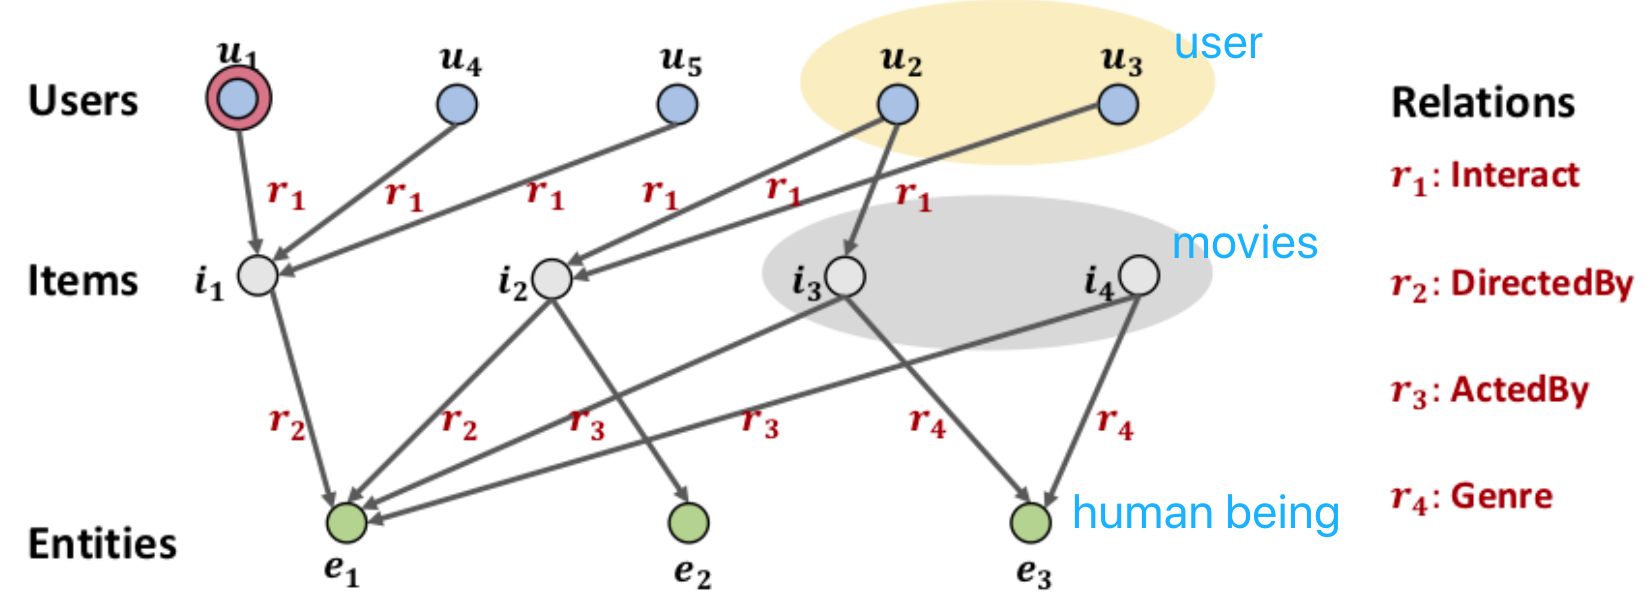 u1 u4 u5 u2 u3 user
Users Relations
r1 r1 r1 r1 r1 r1 r1: Interact
movies
Items i1 i2 i3 i4 r2: DirectedBy
r3: ActedBy
r2 r2 r3 r3 r4 r4
r4: Genre
human being
Entities
e1 e2 e3